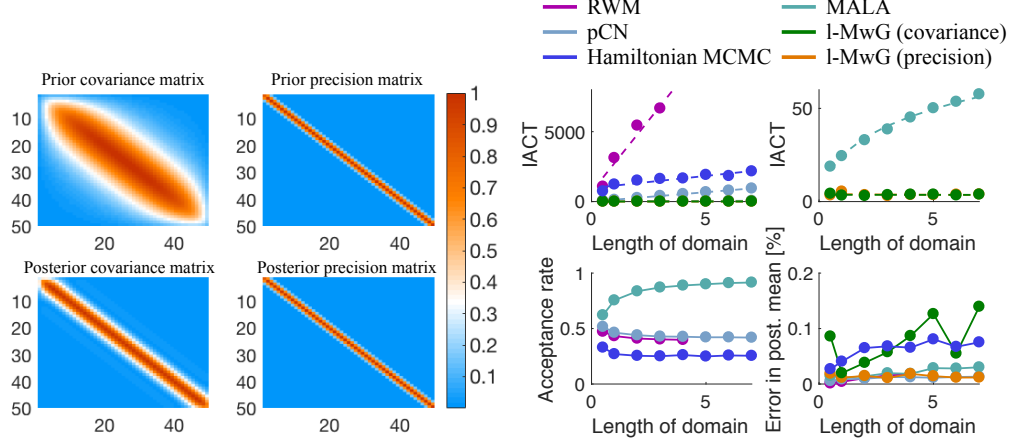 RWM
pCN
Hamiltonian MCMC
MALA
l-MwG (covariance)
l-MwG (precision)
Prior covariance matrix
10
20
30
40
50
20 40
Prior precision matrix
10
20
30
40
50
20 40
Posterior covariance matrix
10
20
30
40
50
20 40
Posterior precision matrix
10
20
30
40
50
20 40
1
0.9
0.8
0.7
0.6
0.5
0.4
0.3
0.2
0.1
IACT
5000
0
0 5
Length of domain
IACT
50
0
0 5
Length of domain
Acceptance rate
1
0.5
0
0 5
Length of domain
Error in post. mean [%]
0.2
0.1
0
0 5
Length of domain